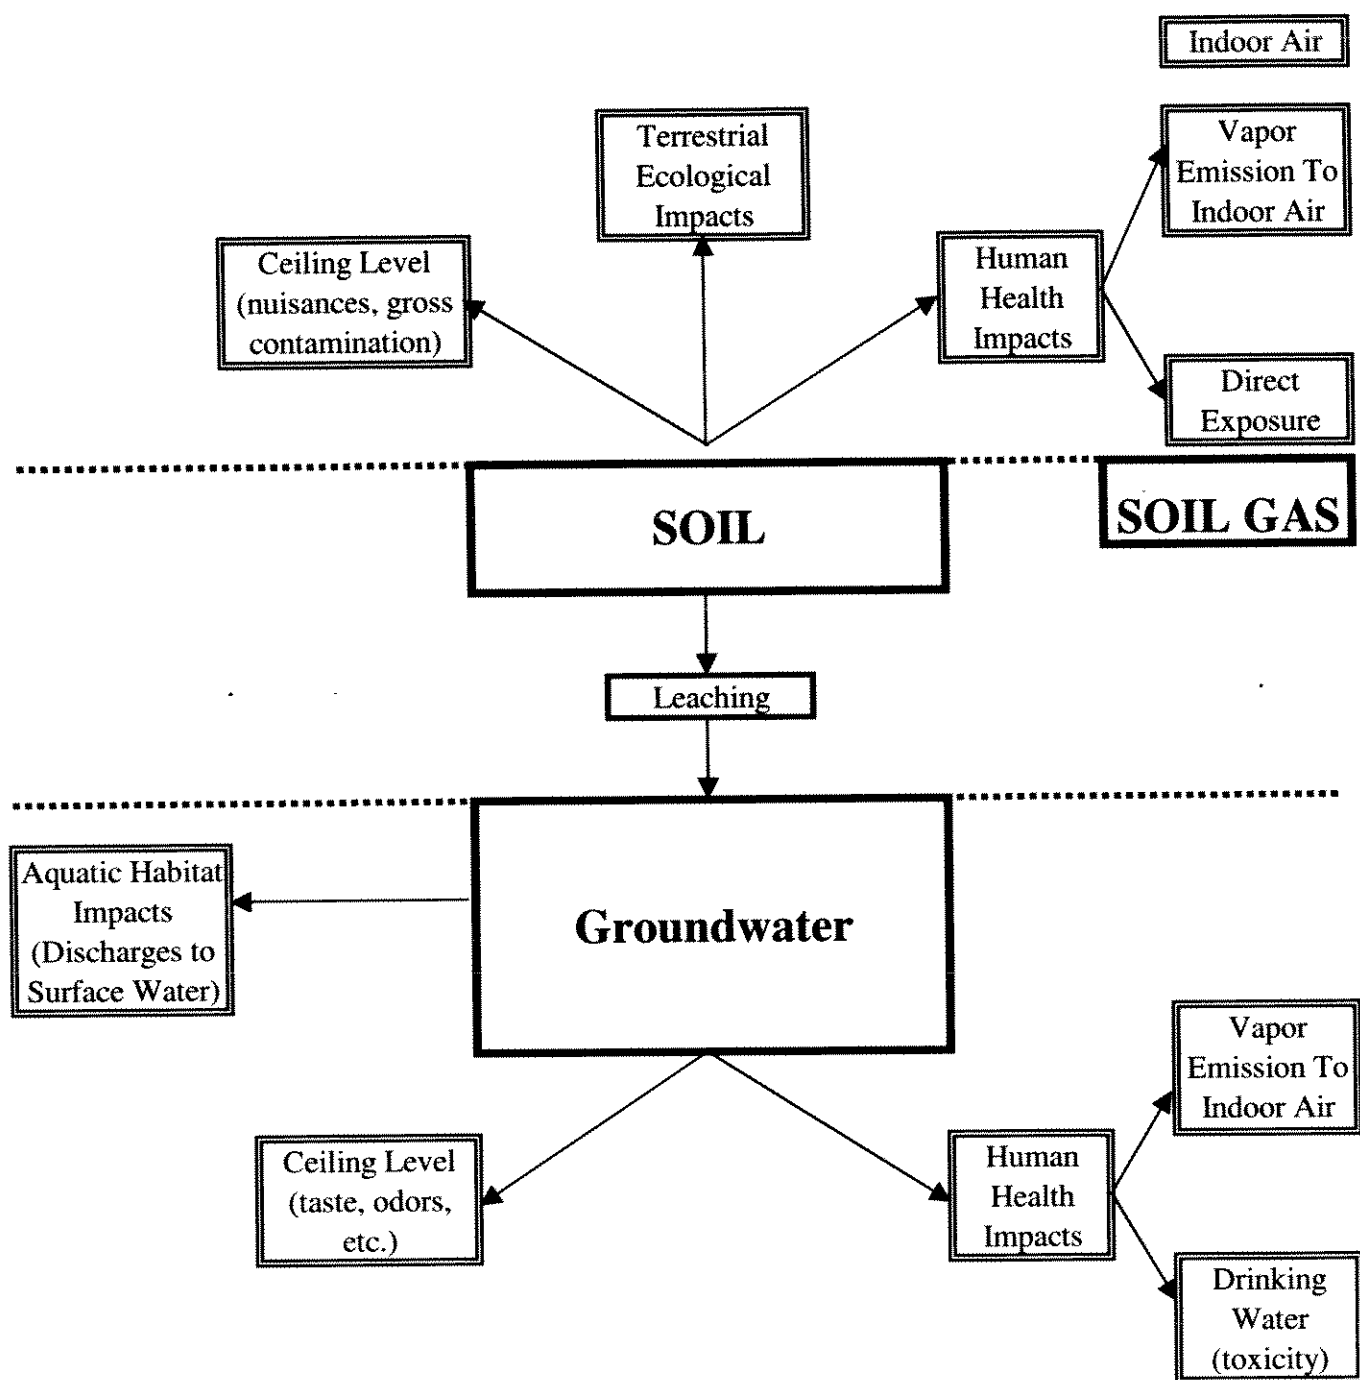 Indoor Air
Terrestrial
Ecological
Impacts
Vapor
Emission To
Indoor Air
Ceiling Level
(nuisances, gross
contamination)
Human
Health
Impacts
Direct
Exposure
SOIL
SOIL GAS
Leaching
Aquatic Habitat
Impacts
(Discharges to
Surface Water)
Groundwater
Vapor
Emission To
Indoor Air
Ceiling Level
(taste, odors,
etc.)
Human
Health
Impacts
Drinking
Water
(toxicity)